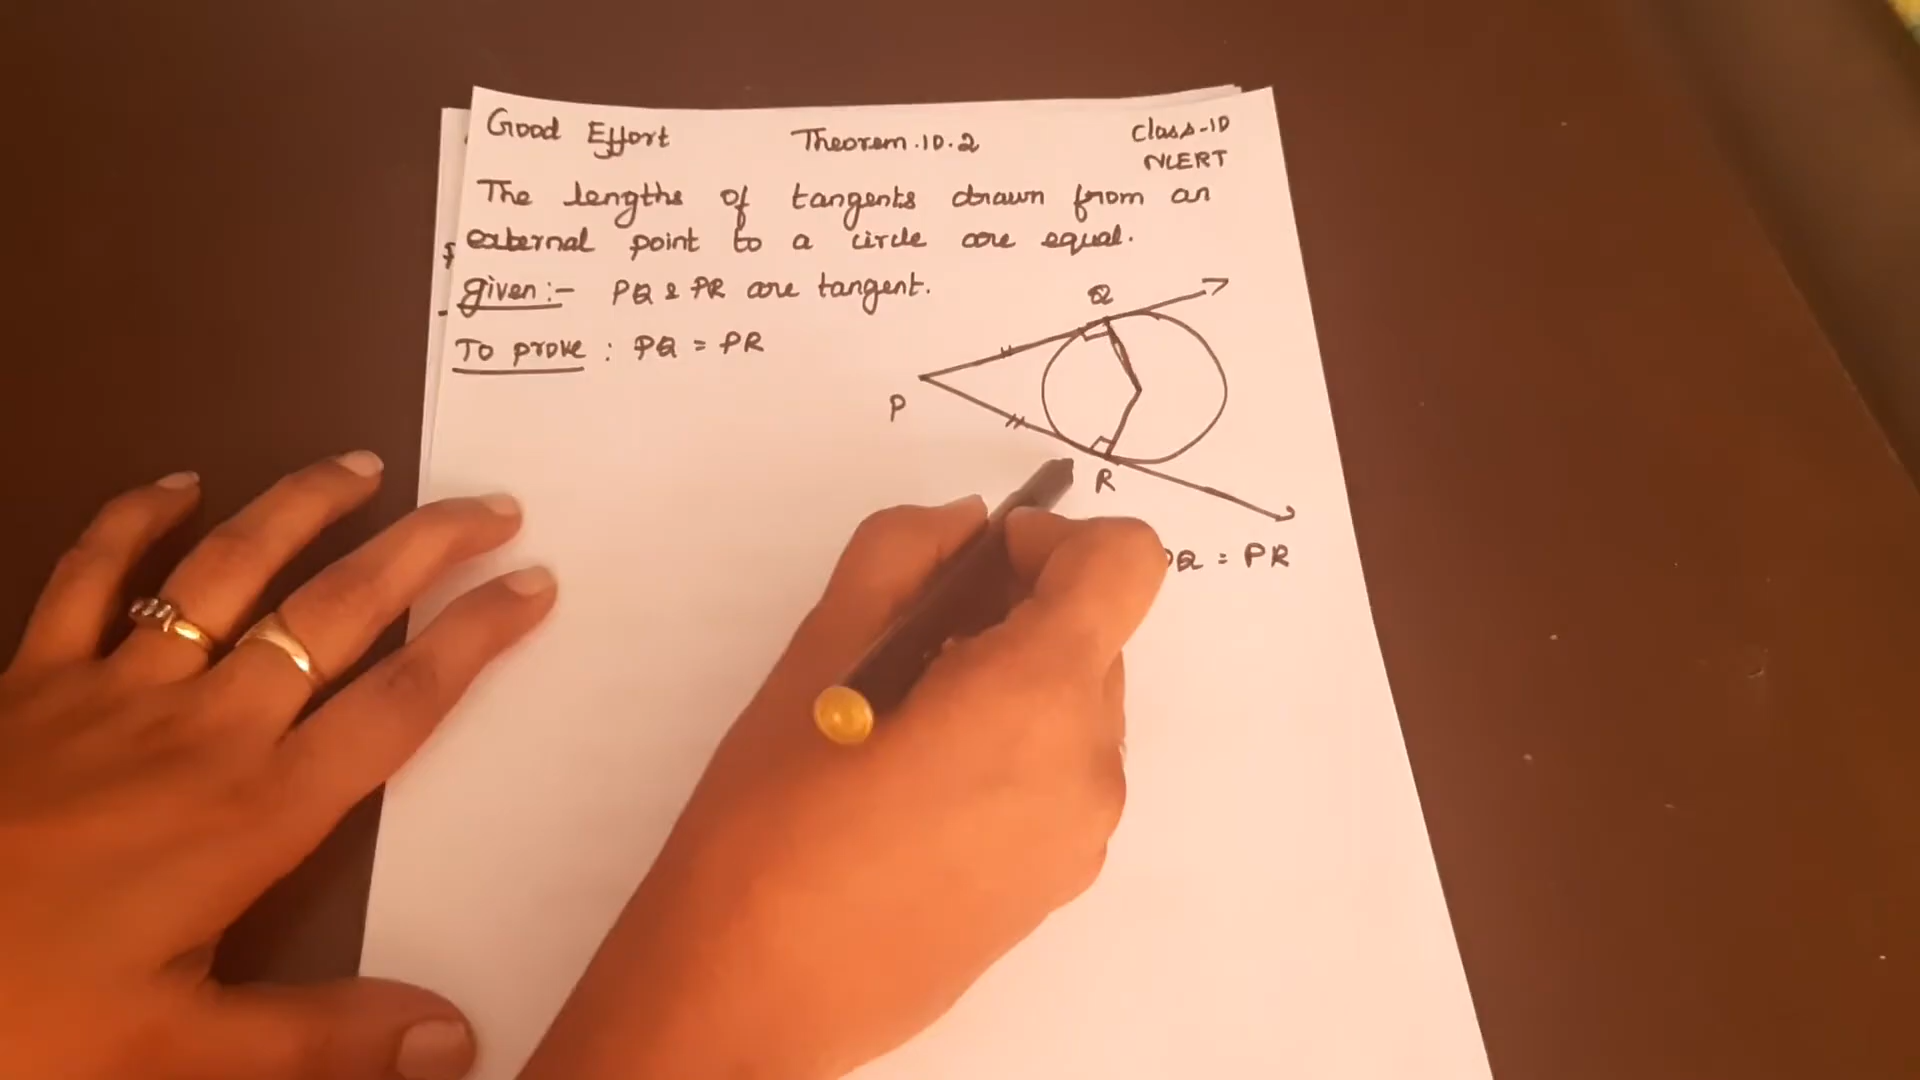 Good Effort Theorem.10.2 Class-10
NCERT
The lengths of tangents drawn from an
external point to a circle are equal.
given:- PQ & PR are tangent.
To prove: PQ = PR
Q
P
R
Q = PR